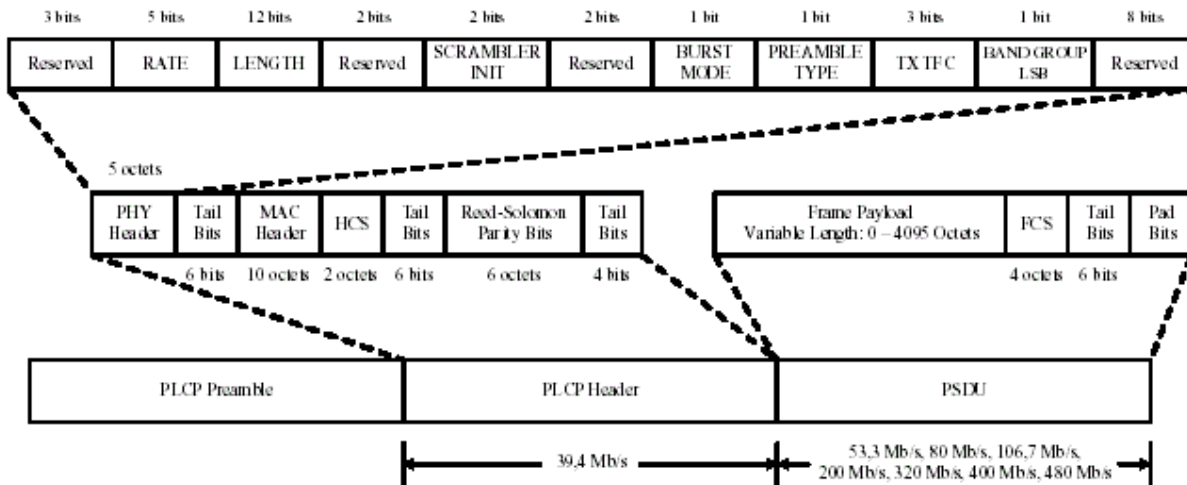 3 bits 5 bits 12 bits 2 bits 2 bits 2 bits 1 bit 1 bit 3 bits 1 bit 8 bits
Reserved RATE LENGTH Reserved SCRAMBLER INIT Reserved BURST MODE PREAMBLE TYPE TX TFC BAND GROUP LSB Reserved
5 octets
PHY Header Tail Bits MAC Header HCS Tail Bits Reed-Solomon Parity Bits Tail Bits
Frame Payload
Variable Length: 0 – 4095 Octets
FCS Tail Bits Pad Bits
6 bits 10 octets 2 octets 6 bits 6 octets 4 bits 4 octets 6 bits
PLCP Preamble PLCP Header PSDU
39,4 Mb/s
53,3 Mb/s, 80 Mb/s, 106,7 Mb/s,
200 Mb/s, 320 Mb/s, 400 Mb/s, 480 Mb/s